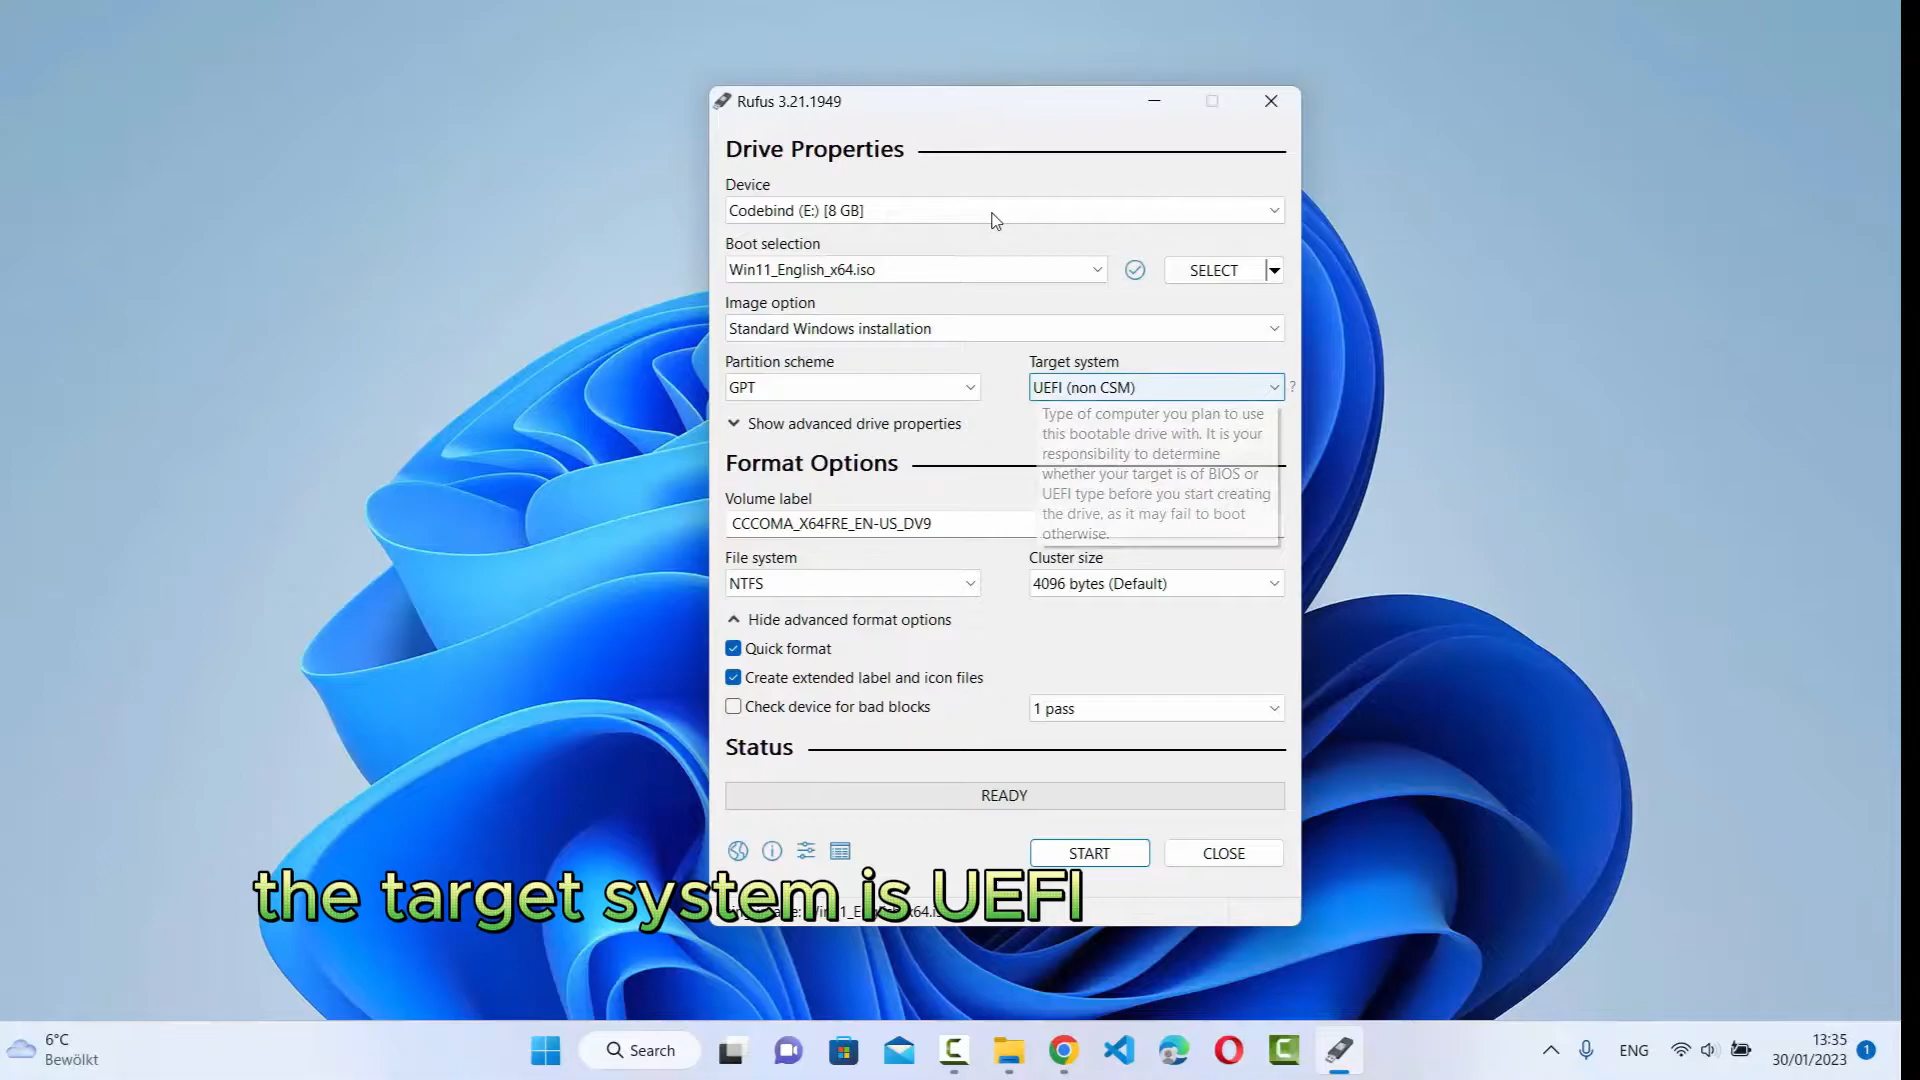 Rufus 3.21.1949
Drive Properties
Device
Codebind (E:) [8 GB]
Boot selection
Win11_English_x64.iso
SELECT
Image option
Standard Windows installation
Partition scheme
Target system
GPT
UEFI (non CSM)
?
Type of computer you plan to use
this bootable drive with. It is your
responsibility to determine
whether your target is of BIOS or
UEFI type before you start creating
the drive, as it may fail to boot
otherwise.
Show advanced drive properties
Format Options
Volume label
CCCOMA_X64FRE_EN-US_DV9
File system
Cluster size
NTFS
4096 bytes (Default)
Hide advanced format options
Quick format
Create extended label and icon files
Check device for bad blocks
1 pass
Status
READY
START
CLOSE
the target system is UEFI
6°C
Bewölkt
Search
ENG
13:35
30/01/2023
1